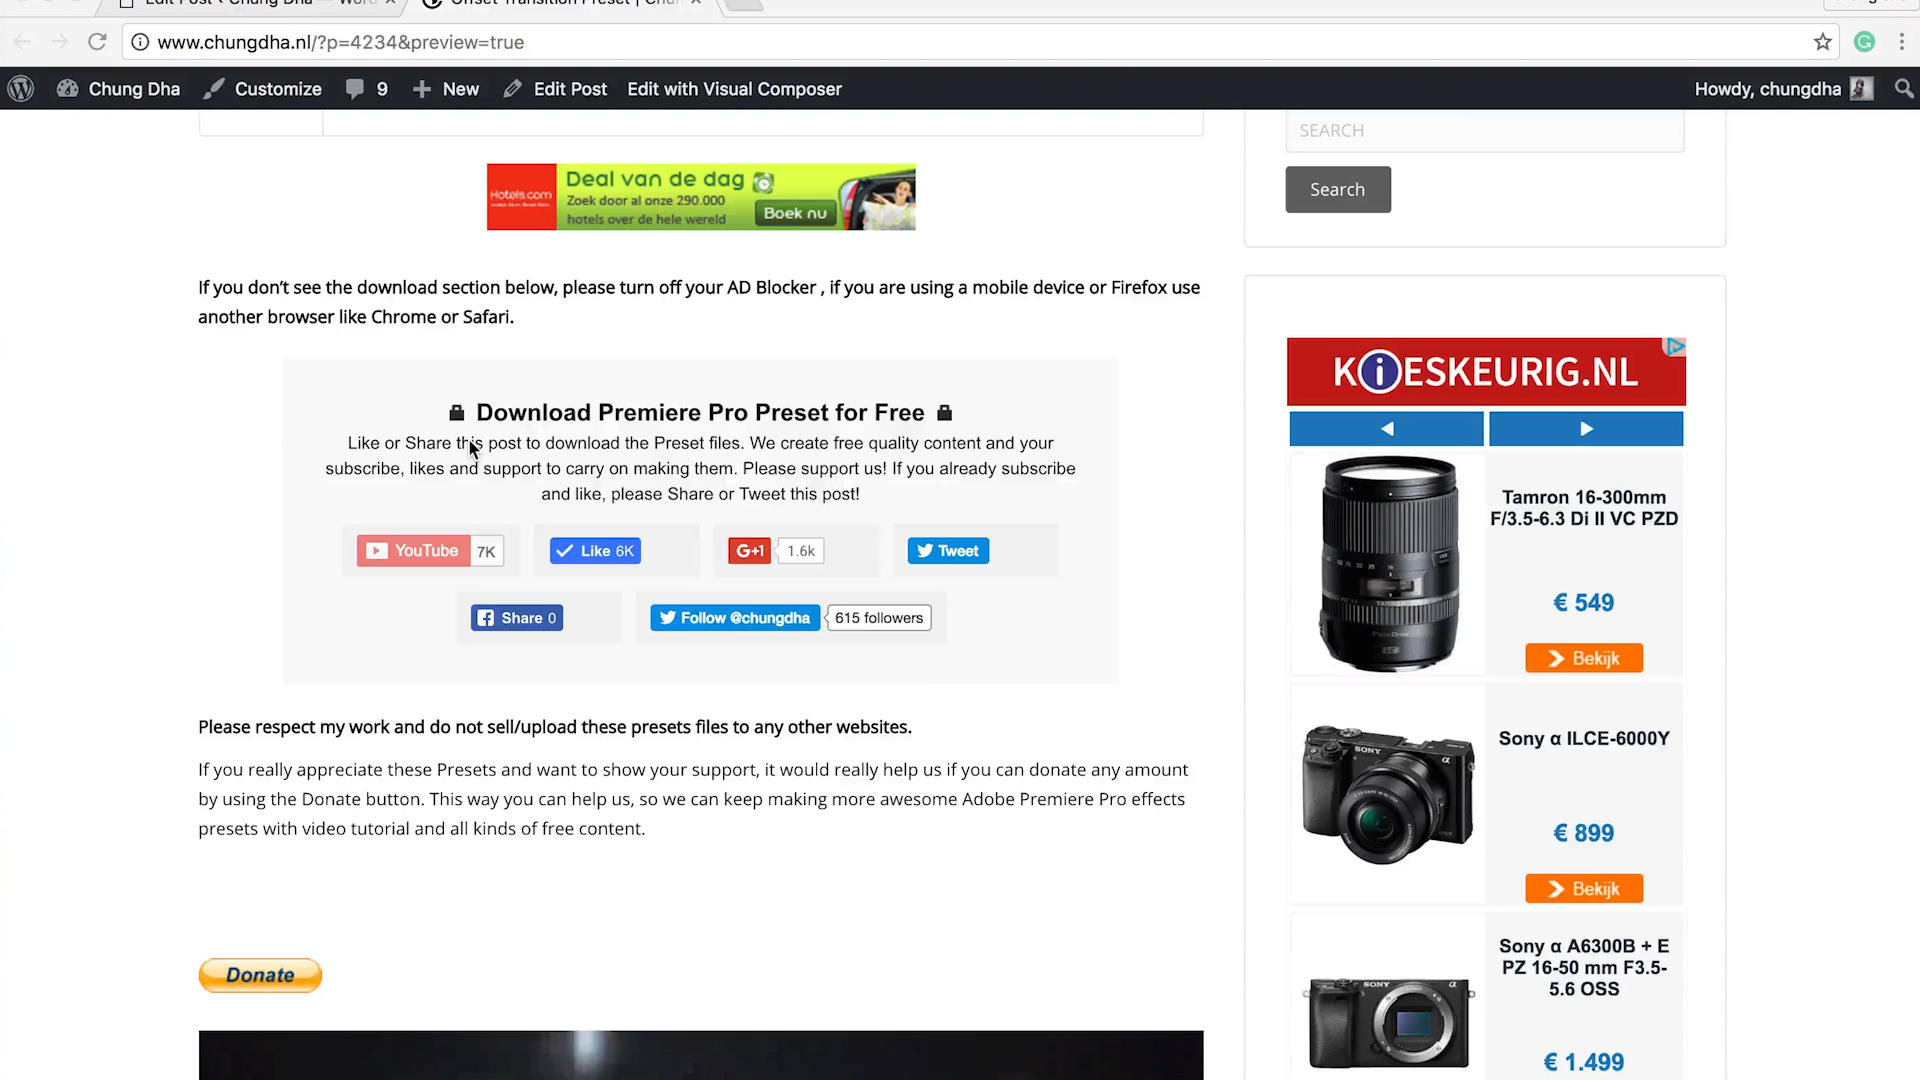 www.chungdha.nl/?p=4234&preview=true
Chung Dha
Customize
9
New
Edit Post
Edit with Visual Composer
Howdy, chungdha
SEARCH
Search
Hotels.com
Deal van de dag
Zoek door al onze 290.000
hotels over de hele wereld
Boek nu
If you don’t see the download section below, please turn off your AD Blocker , if you are using a mobile device or Firefox use
another browser like Chrome or Safari.
Download Premiere Pro Preset for Free
Like or Share this post to download the Preset files. We create free quality content and your
subscribe, likes and support to carry on making them. Please support us! If you already subscribe
and like, please Share or Tweet this post!
YouTube 7K
Like 6K
G+1 1.6k
Tweet
Share 0
Follow @chungdha 615 followers
Please respect my work and do not sell/upload these presets files to any other websites.
If you really appreciate these Presets and want to show your support, it would really help us if you can donate any amount
by using the Donate button. This way you can help us, so we can keep making more awesome Adobe Premiere Pro effects
presets with video tutorial and all kinds of free content.
Donate
KiESKEURIG.NL
Tamron 16-300mm
F/3.5-6.3 Di II VC PZD
€ 549
Bekijk
SONY
Sony α ILCE-6000Y
€ 899
Bekijk
SONY
Sony α A6300B + E
PZ 16-50 mm F3.5-
5.6 OSS
€ 1.499